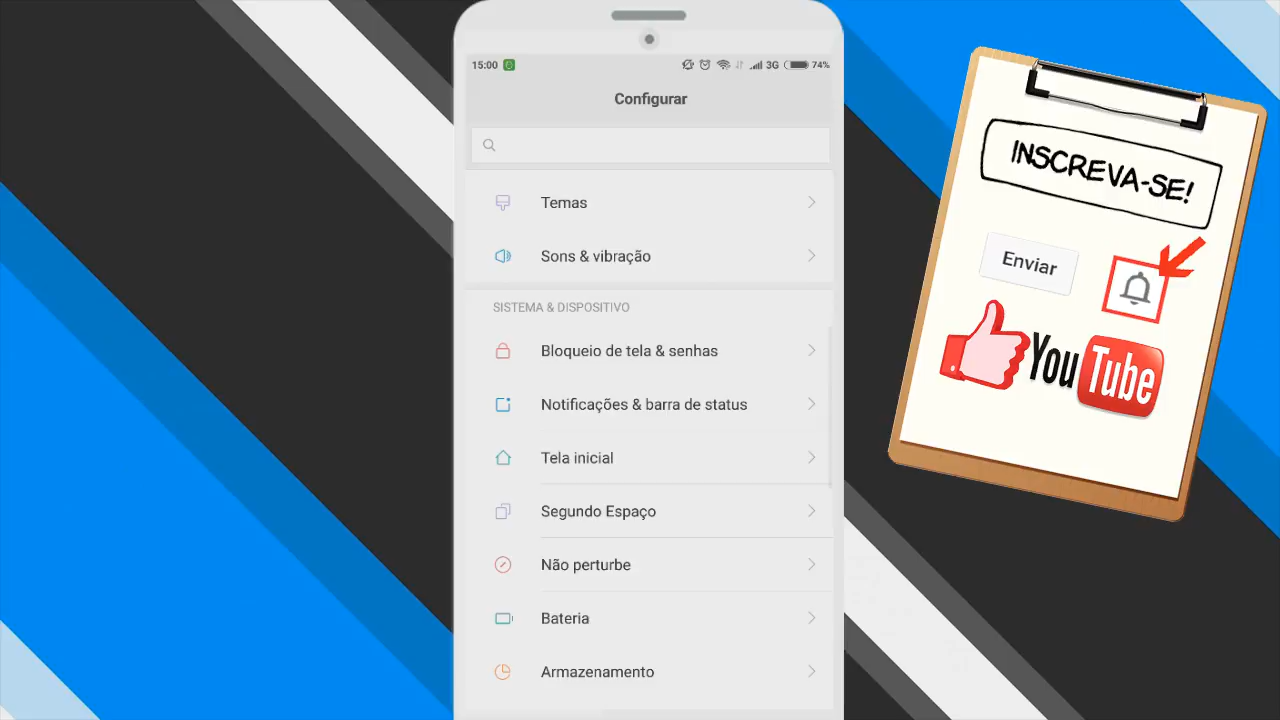 15:00
3G
74%
Configurar
Temas
Sons & vibração
SISTEMA & DISPOSITIVO
Bloqueio de tela & senhas
Notificações & barra de status
Tela inicial
Segundo Espaço
Não perturbe
Bateria
Armazenamento
INSCREVA-SE!
Enviar
YouTube